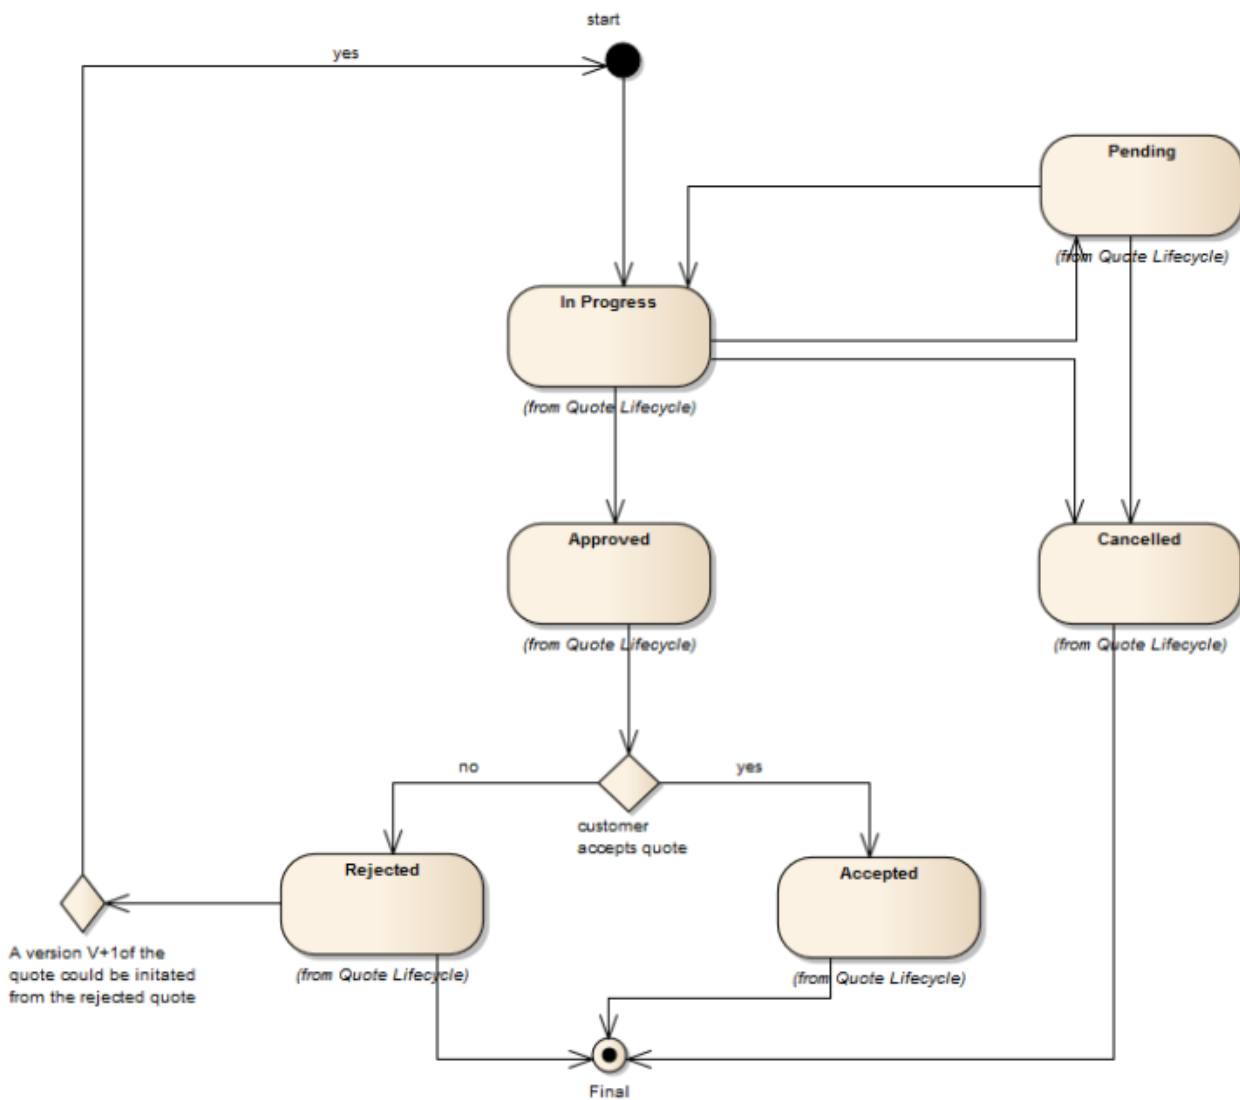 start
yes
Pending
(from Quote Lifecycle)
In Progress
(from Quote Lifecycle)
Approved
(from Quote Lifecycle)
Cancelled
(from Quote Lifecycle)
no
yes
customer
accepts quote
Rejected
(from Quote Lifecycle)
Accepted
(from Quote Lifecycle)
A version V+1of the
quote could be initated
from the rejected quote
Final